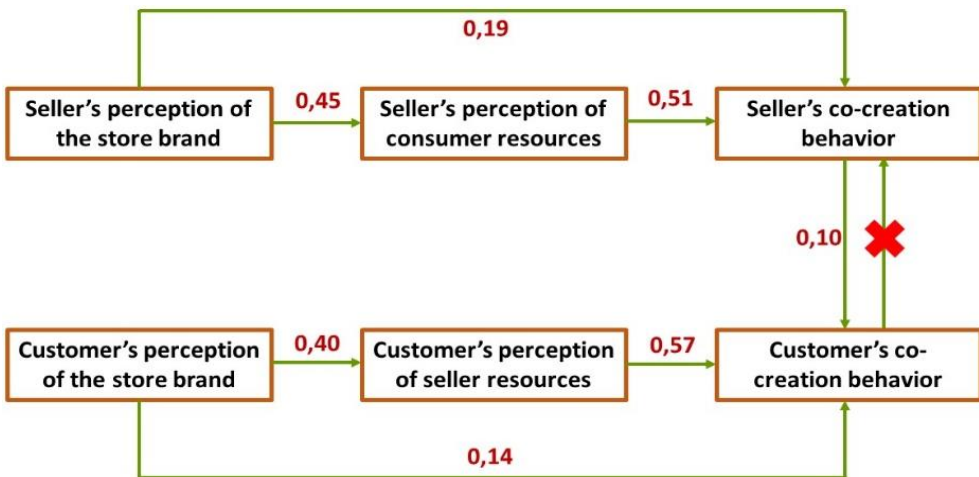 0,19
Seller's perception of
the store brand
0,45
Seller's perception of
consumer resources
0,51
Seller's co-creation
behavior
0,10
Customer's perception
of the store brand
0,40
Customer's perception
of seller resources
0,57
Customer's co-
creation behavior
0,14